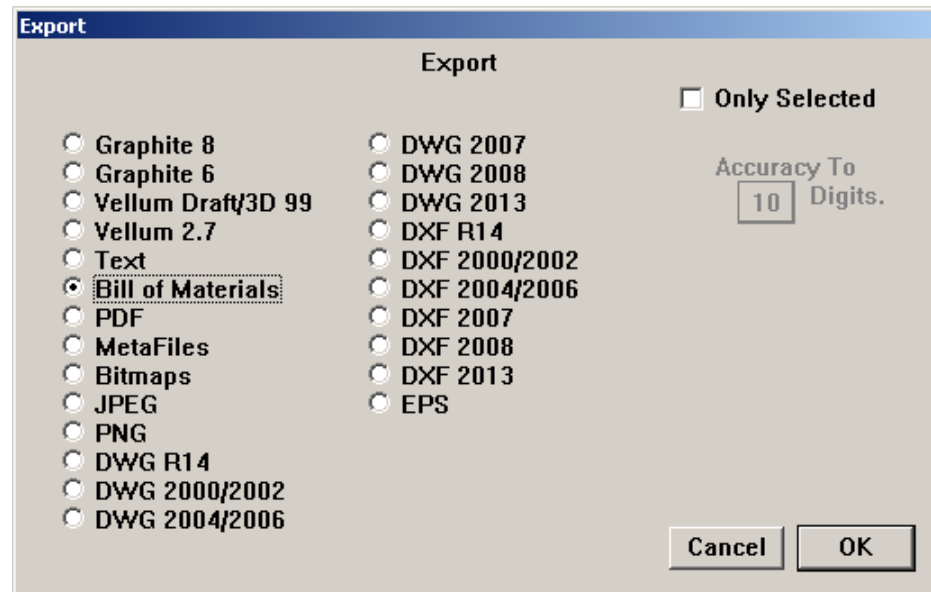 Export
Export
Only Selected
Graphite 8
Graphite 6
Vellum Draft/3D 99
Vellum 2.7
Text
Bill of Materials
PDF
MetaFiles
Bitmaps
JPEG
PNG
DWG R14
DWG 2000/2002
DWG 2004/2006
DWG 2007
DWG 2008
DWG 2013
DXF R14
DXF 2000/2002
DXF 2004/2006
DXF 2007
DXF 2008
DXF 2013
EPS
Accuracy To
10 Digits.
Cancel
OK